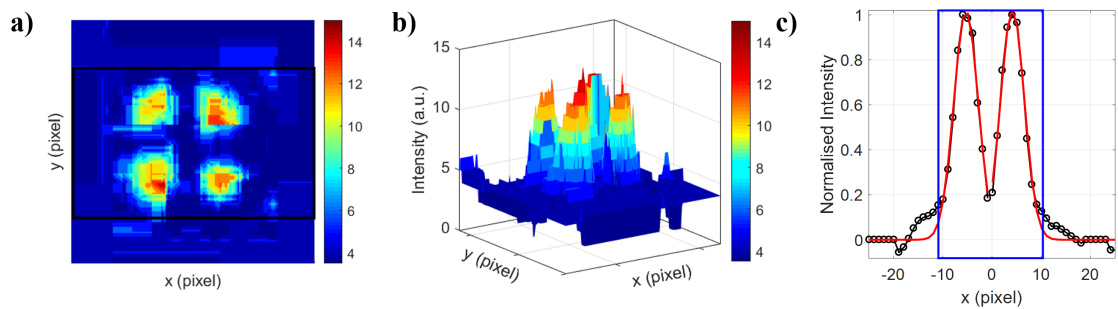 a)
y (pixel)
x (pixel)
14
12
10
8
6
4
b)
Intensity (a.u.)
15
10
5
0
y (pixel)
x (pixel)
14
12
10
8
6
4
c)
Normalised Intensity
1
0.8
0.6
0.4
0.2
0
-20
-10
0
10
20
x (pixel)